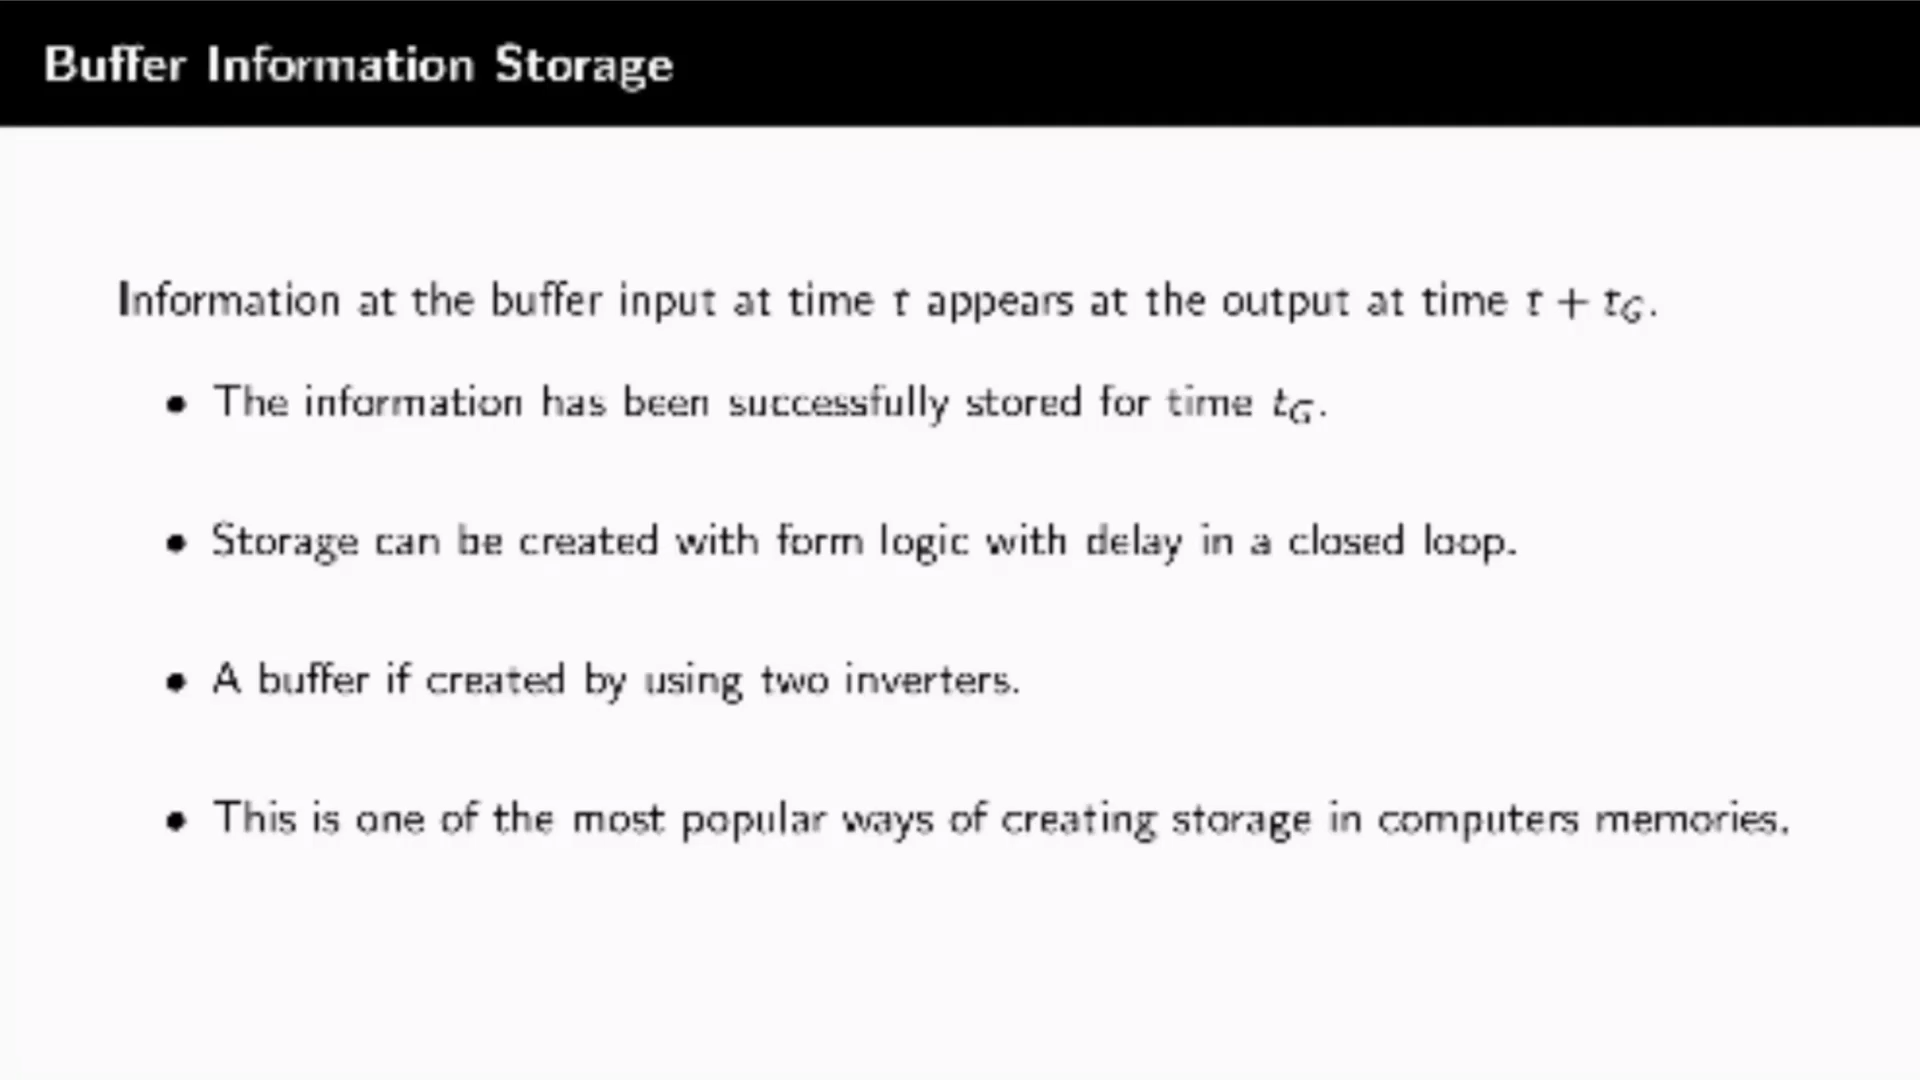 Buffer Information Storage
Information at the buffer input at time t appears at the output at time t + t_G.
• The information has been successfully stored for time t_G.
• Storage can be created with form logic with delay in a closed loop.
• A buffer if created by using two inverters.
• This is one of the most popular ways of creating storage in computers memories.